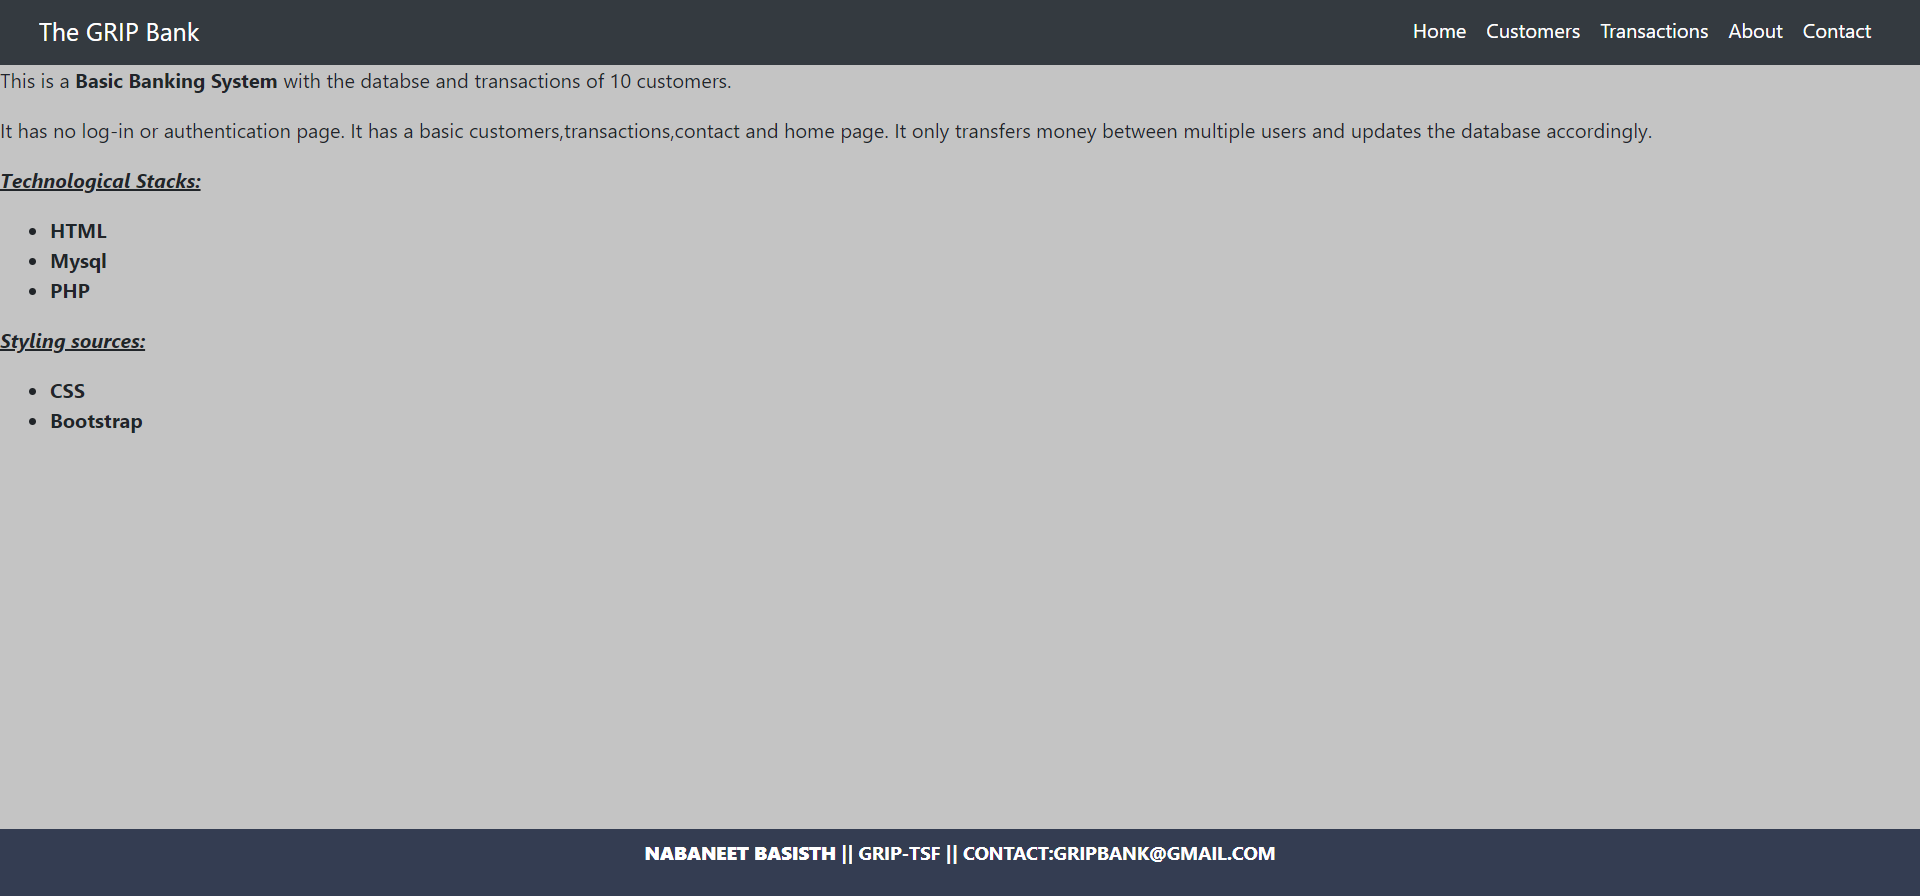 The GRIP Bank Home Customers Transactions About Contact
This is a Basic Banking System with the databse and transactions of 10 customers.
It has no log-in or authentication page. It has a basic customers,transactions,contact and home page. It only transfers money between multiple users and updates the database accordingly.
Technological Stacks:
HTML
Mysql
PHP
Styling sources:
CSS
Bootstrap
NABANEET BASISTH || GRIP-TSF || CONTACT:GRIPBANK@GMAIL.COM